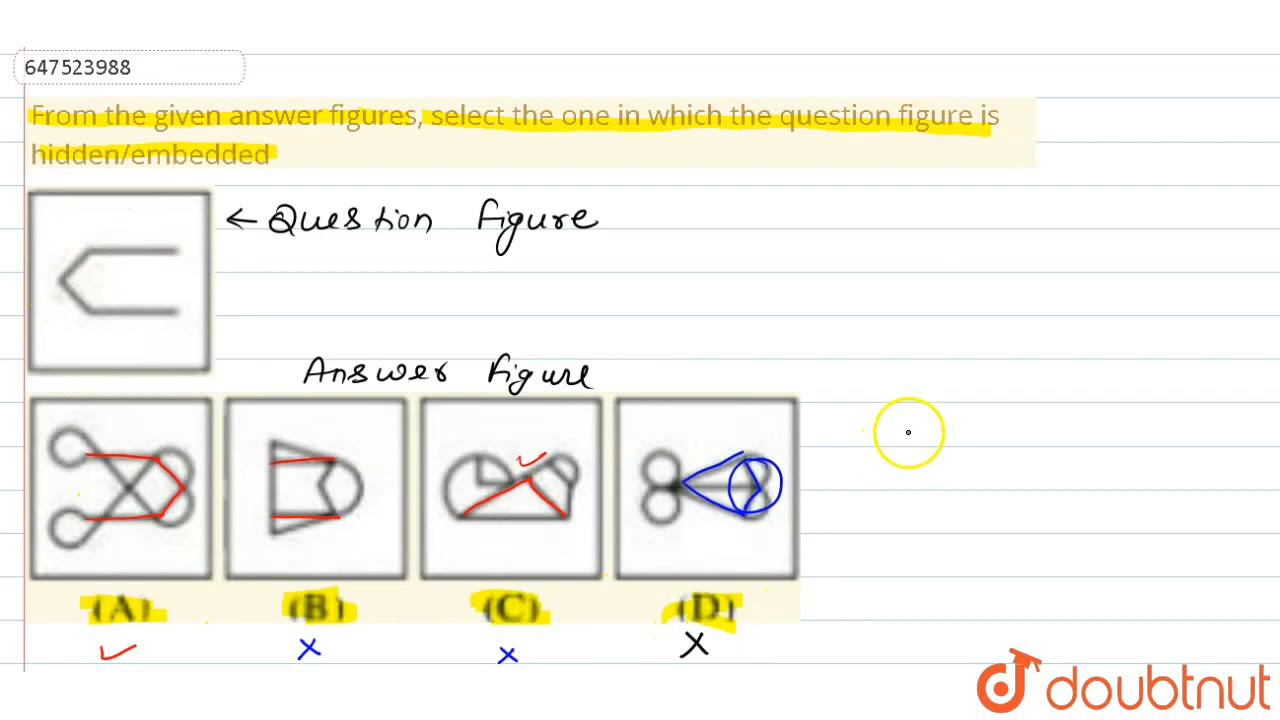 647523988
From the given answer figures, select the one in which the question figure is
hidden/embedded
← Question figure
Answer figure
(A) (B) (C) (D)
✓ x x x
doubtnut